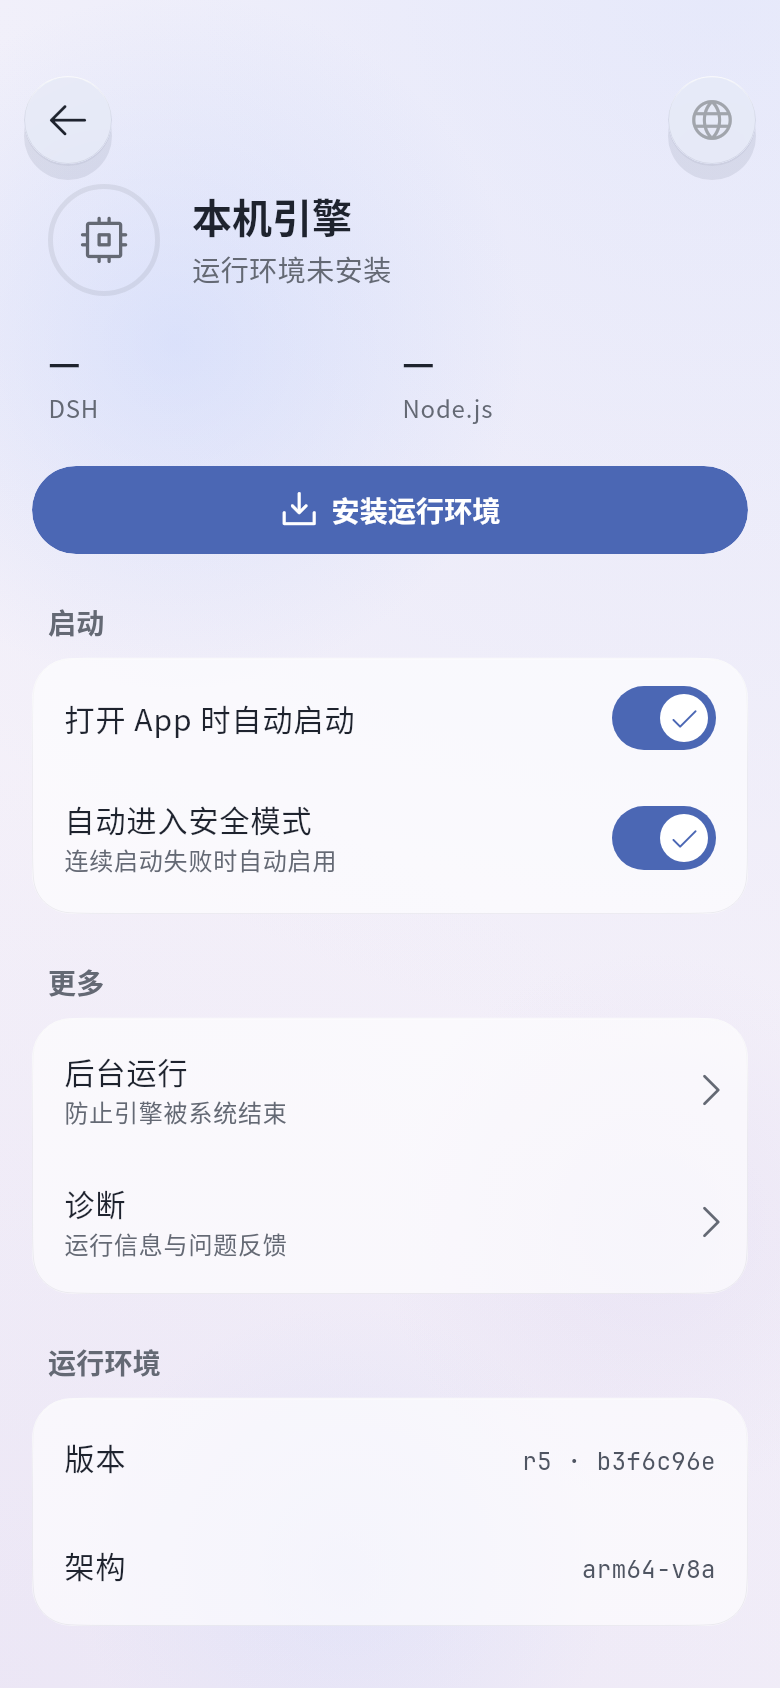 本机引擎
运行环境未安装
—
—
DSH
Node.js
安装运行环境
启动
打开 App 时自动启动
自动进入安全模式
连续启动失败时自动启用
更多
后台运行
防止引擎被系统结束
诊断
运行信息与问题反馈
运行环境
版本
r5 · b3f6c96e
架构
arm64-v8a